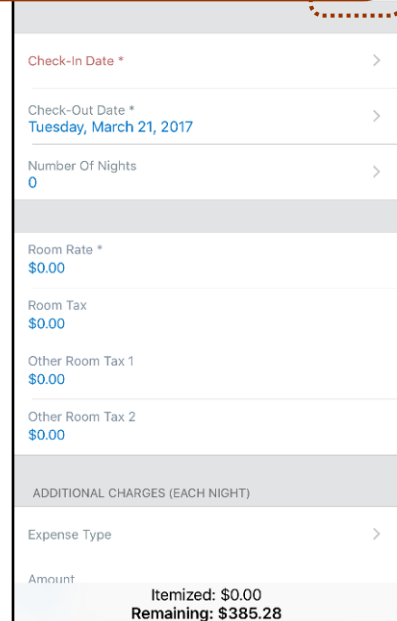 Check-In Date *
Check-Out Date *
Tuesday, March 21, 2017
Number Of Nights
0
Room Rate *
$0.00
Room Tax
$0.00
Other Room Tax 1
$0.00
Other Room Tax 2
$0.00
ADDITIONAL CHARGES (EACH NIGHT)
Expense Type
Amount
Itemized: $0.00
Remaining: $385.28